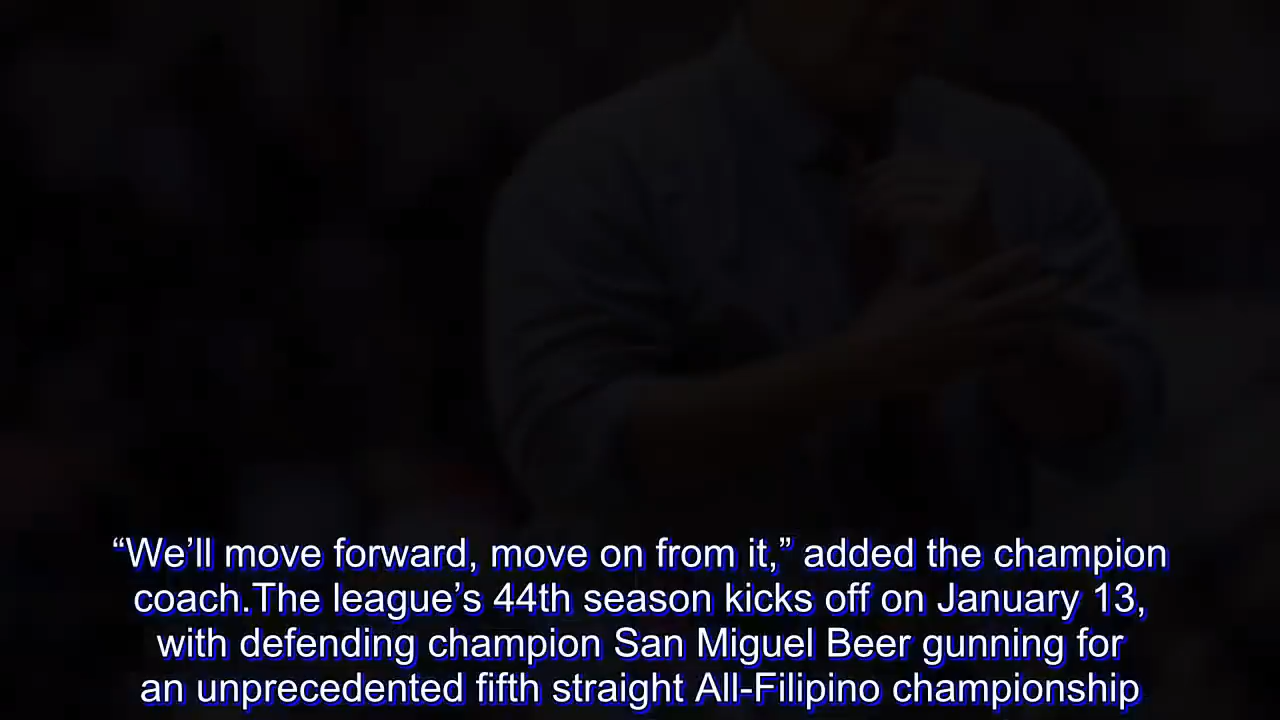 “We’ll move forward, move on from it,” added the champion
coach.The league’s 44th season kicks off on January 13,
with defending champion San Miguel Beer gunning for
an unprecedented fifth straight All-Filipino championship